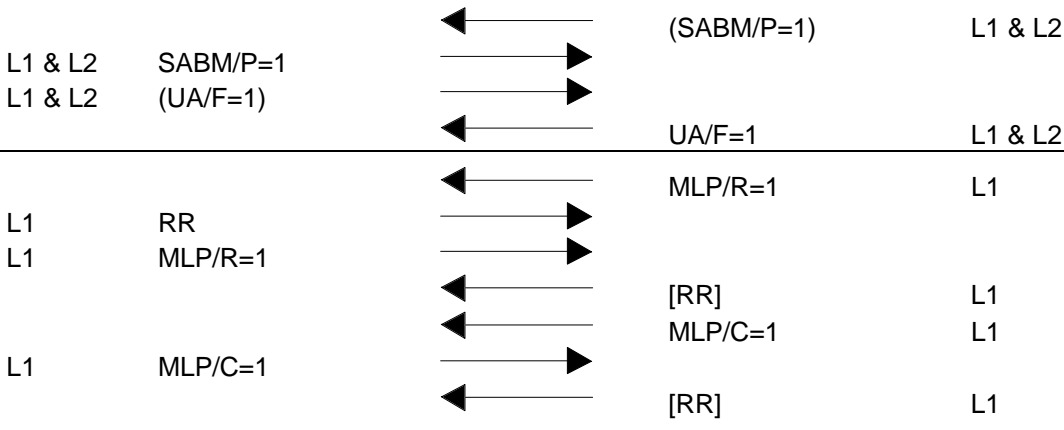 (SABM/P=1) L1 & L2
L1 & L2 SABM/P=1
L1 & L2 (UA/F=1)
UA/F=1 L1 & L2
MLP/R=1 L1
L1 RR
L1 MLP/R=1
[RR] L1
MLP/C=1 L1
L1 MLP/C=1
[RR] L1